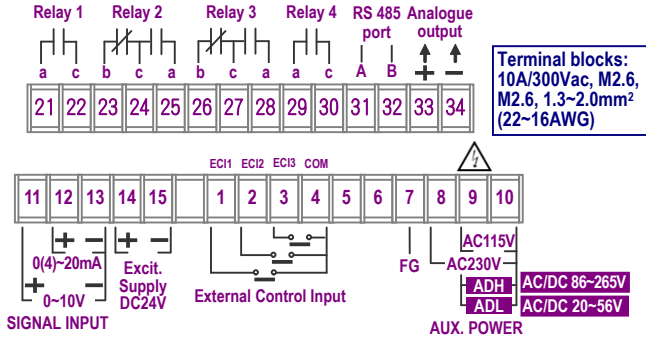 Relay 1 Relay 2 Relay 3 Relay 4 RS 485 port Analogue output
a c b c a b c a a c A B + −
21 22 23 24 25 26 27 28 29 30 31 32 33 34
Terminal blocks:
10A/300Vac, M2.6,
M2.6, 1.3~2.0mm²
(22~16AWG)
ECI1 ECI2 ECI3 COM
11 12 13 14 15 1 2 3 4 5 6 7 8 9 10
+ − + −
0(4)~20mA
+ −
0~10V
SIGNAL INPUT
Excit.
Supply
DC24V
External Control Input
FG
AC115V
AC230V
ADH AC/DC 86~265V
ADL AC/DC 20~56V
AUX. POWER